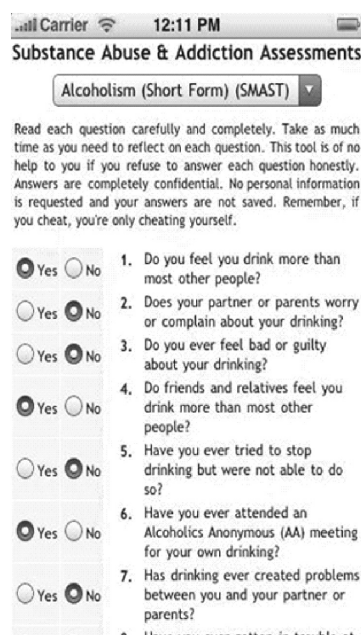 Carrier 12:11 PM
Substance Abuse & Addiction Assessments
Alcoholism (Short Form) (SMAST)
Read each question carefully and completely. Take as much
time as you need to reflect on each question. This tool is of no
help to you if you refuse to answer each question honestly.
Answers are completely confidential. No personal information
is requested and your answers are not saved. Remember, if
you cheat, you're only cheating yourself.
Yes No 1. Do you feel you drink more than
most other people?
Yes No 2. Does your partner or parents worry
or complain about your drinking?
Yes No 3. Do you ever feel bad or guilty
about your drinking?
Yes No 4. Do friends and relatives feel you
drink more than most other
people?
Yes No 5. Have you ever tried to stop
drinking but were not able to do
so?
Yes No 6. Have you ever attended an
Alcoholics Anonymous (AA) meeting
for your own drinking?
Yes No 7. Has drinking ever created problems
between you and your partner or
parents?